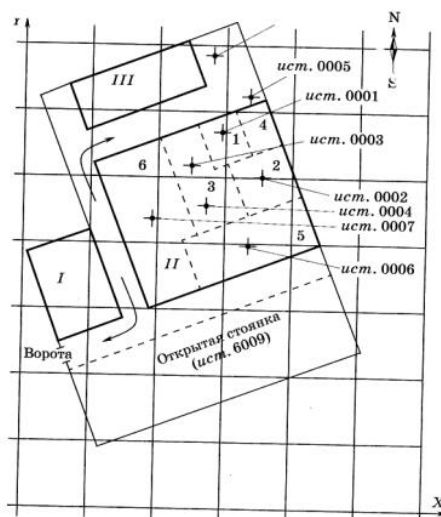 Y
N
S
III
ист. 0005
ист. 0001
4
1
ист. 0003
6
2
ист. 0002
3
ист. 0004
ист. 0007
5
ист. 0006
I
II
Ворота
Открытая стоянка
(ист. 6009)
X